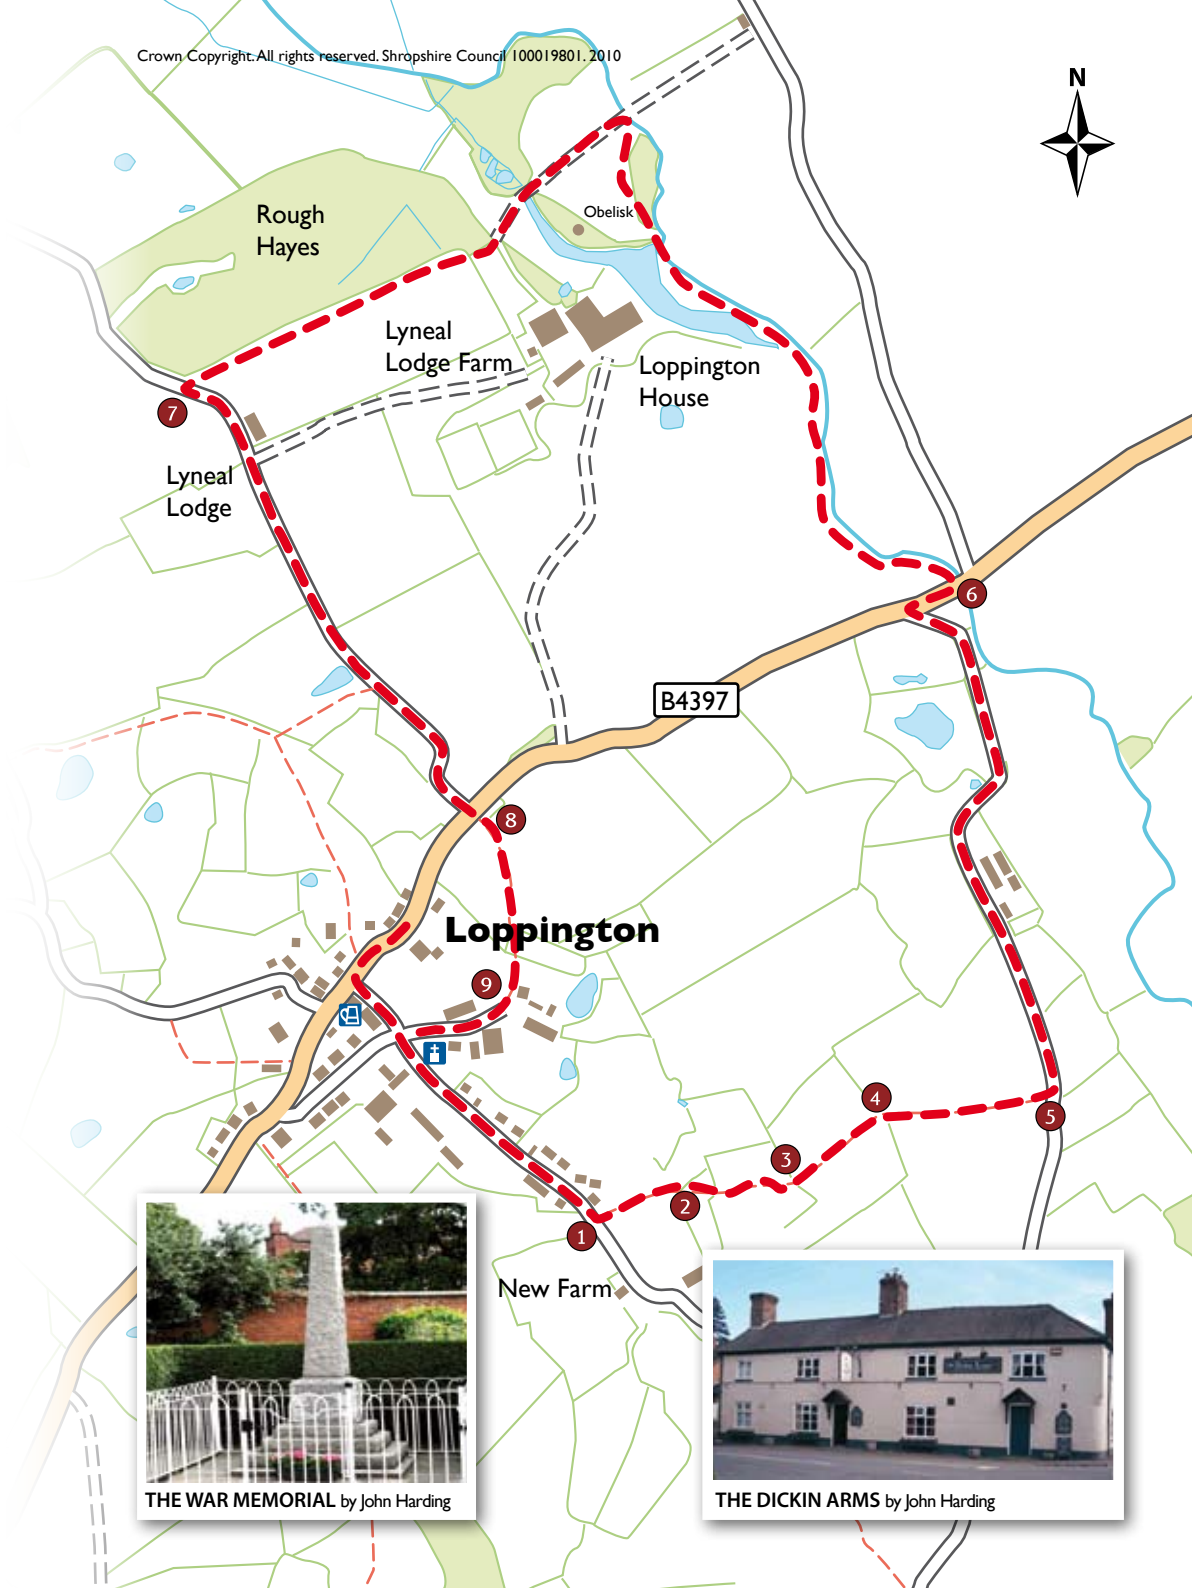 Crown Copyright. All rights reserved. Shropshire Council 100019801. 2010
N
Rough
Hayes
Obelisk
Lyneal
Lodge Farm
Loppington
House
7
Lyneal
Lodge
6
B4397
8
Loppington
9
4
5
3
2
1
New Farm
THE WAR MEMORIAL by John Harding
THE DICKIN ARMS by John Harding